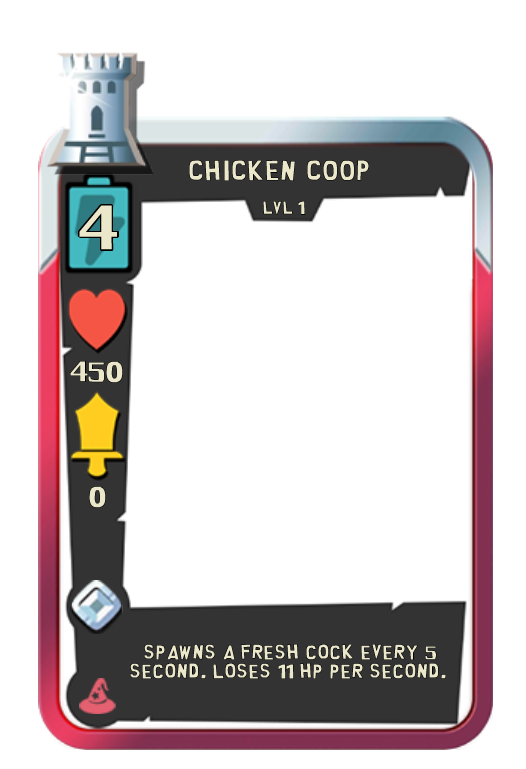 CHICKEN COOP
LVL 1
4
450
0
SPAWNS A FRESH COCK EVERY 5
SECOND. LOSES 11 HP PER SECOND.